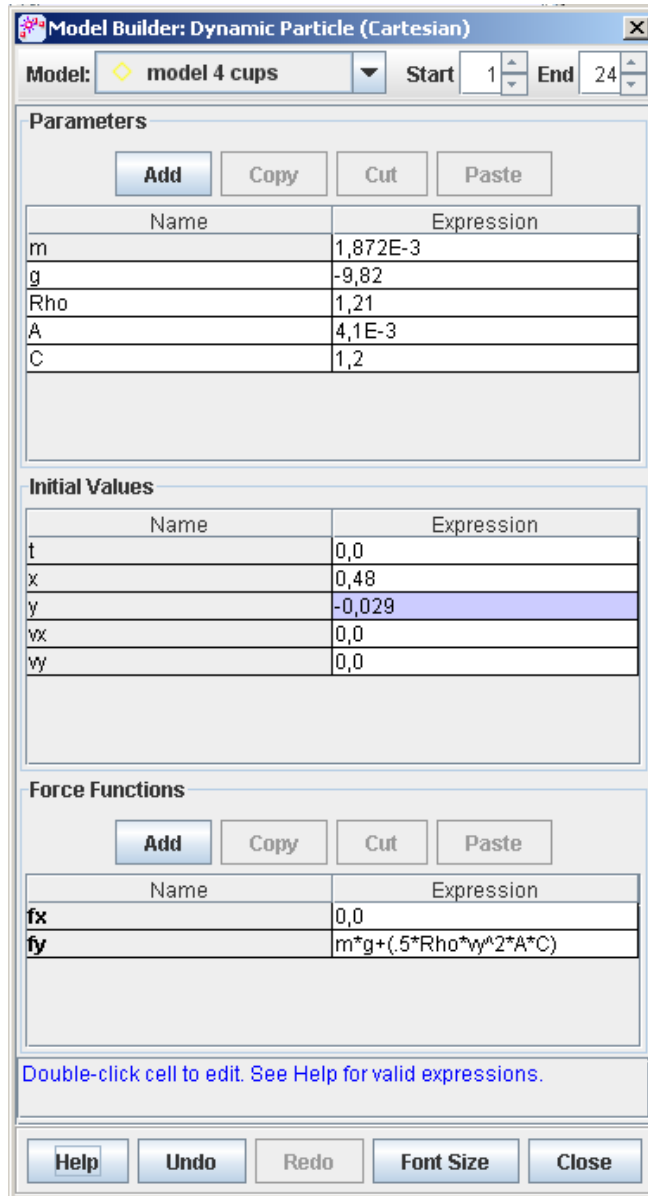 Model Builder: Dynamic Particle (Cartesian)
Model: model 4 cups Start 1 End 24
Parameters
Add Copy Cut Paste
Name Expression
m 1,872E-3
g -9,82
Rho 1,21
A 4,1E-3
C 1,2
Initial Values
Name Expression
t 0,0
x 0,48
y -0,029
vx 0,0
vy 0,0
Force Functions
Add Copy Cut Paste
Name Expression
fx 0,0
fy m*g+(.5*Rho*vy^2*A*C)
Double-click cell to edit. See Help for valid expressions.
Help Undo Redo Font Size Close